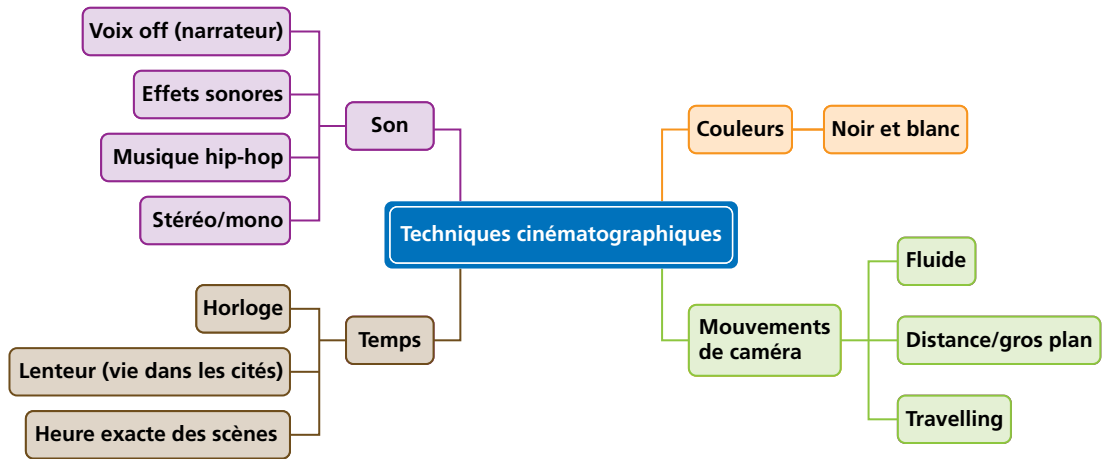 Techniques cinématographiques
Son
Voix off (narrateur)
Effets sonores
Musique hip-hop
Stéréo/mono
Temps
Horloge
Lenteur (vie dans les cités)
Heure exacte des scènes
Couleurs
Noir et blanc
Mouvements
de caméra
Fluide
Distance/gros plan
Travelling